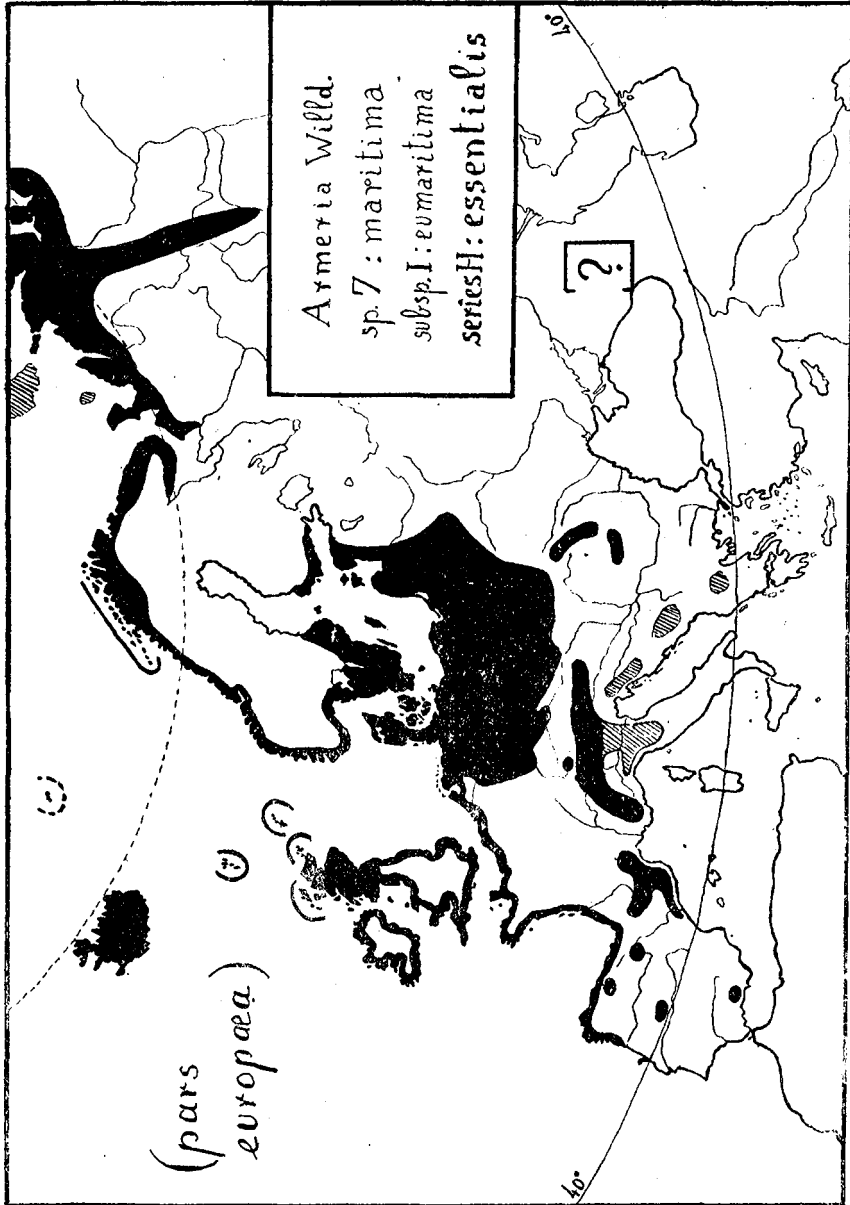 Armeria Willd.
sp. 7 : maritima
subsp. I : eumaritima
series H : essentialis
(pars
europaea)
?
40°
40°